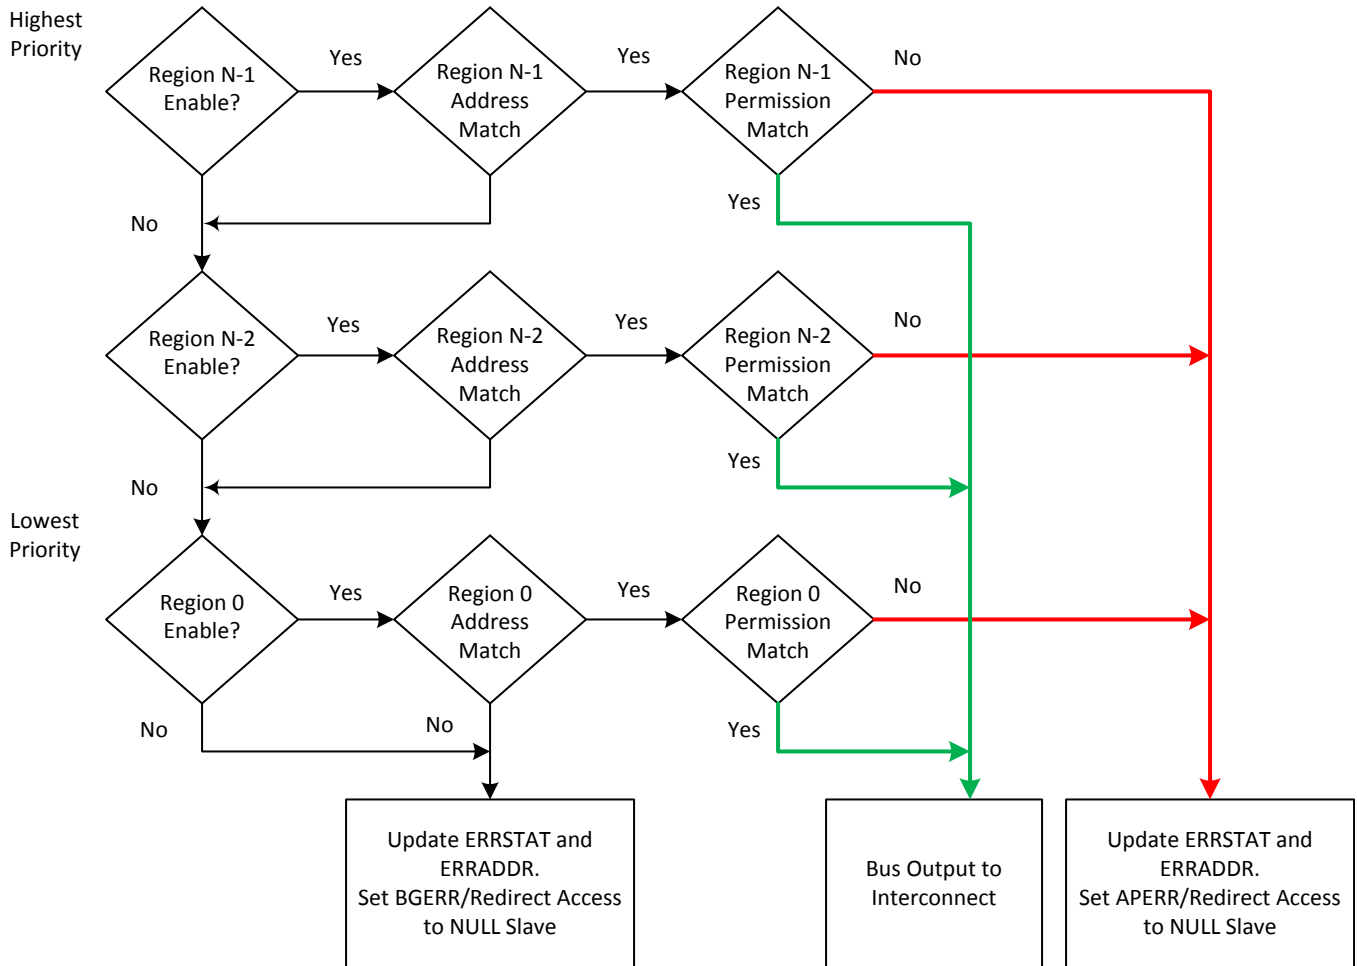 Highest
Priority
Region N-1
Enable?
Yes
Region N-1
Address
Match
Yes
Region N-1
Permission
Match
No
No
Yes
Region N-2
Enable?
Yes
Region N-2
Address
Match
Yes
Region N-2
Permission
Match
No
No
Yes
Lowest
Priority
Region 0
Enable?
Yes
Region 0
Address
Match
Yes
Region 0
Permission
Match
No
No
No
Yes
Update ERRSTAT and
ERRADDR.
Set BGERR/Redirect Access
to NULL Slave
Bus Output to
Interconnect
Update ERRSTAT and
ERRADDR.
Set APERR/Redirect Access
to NULL Slave